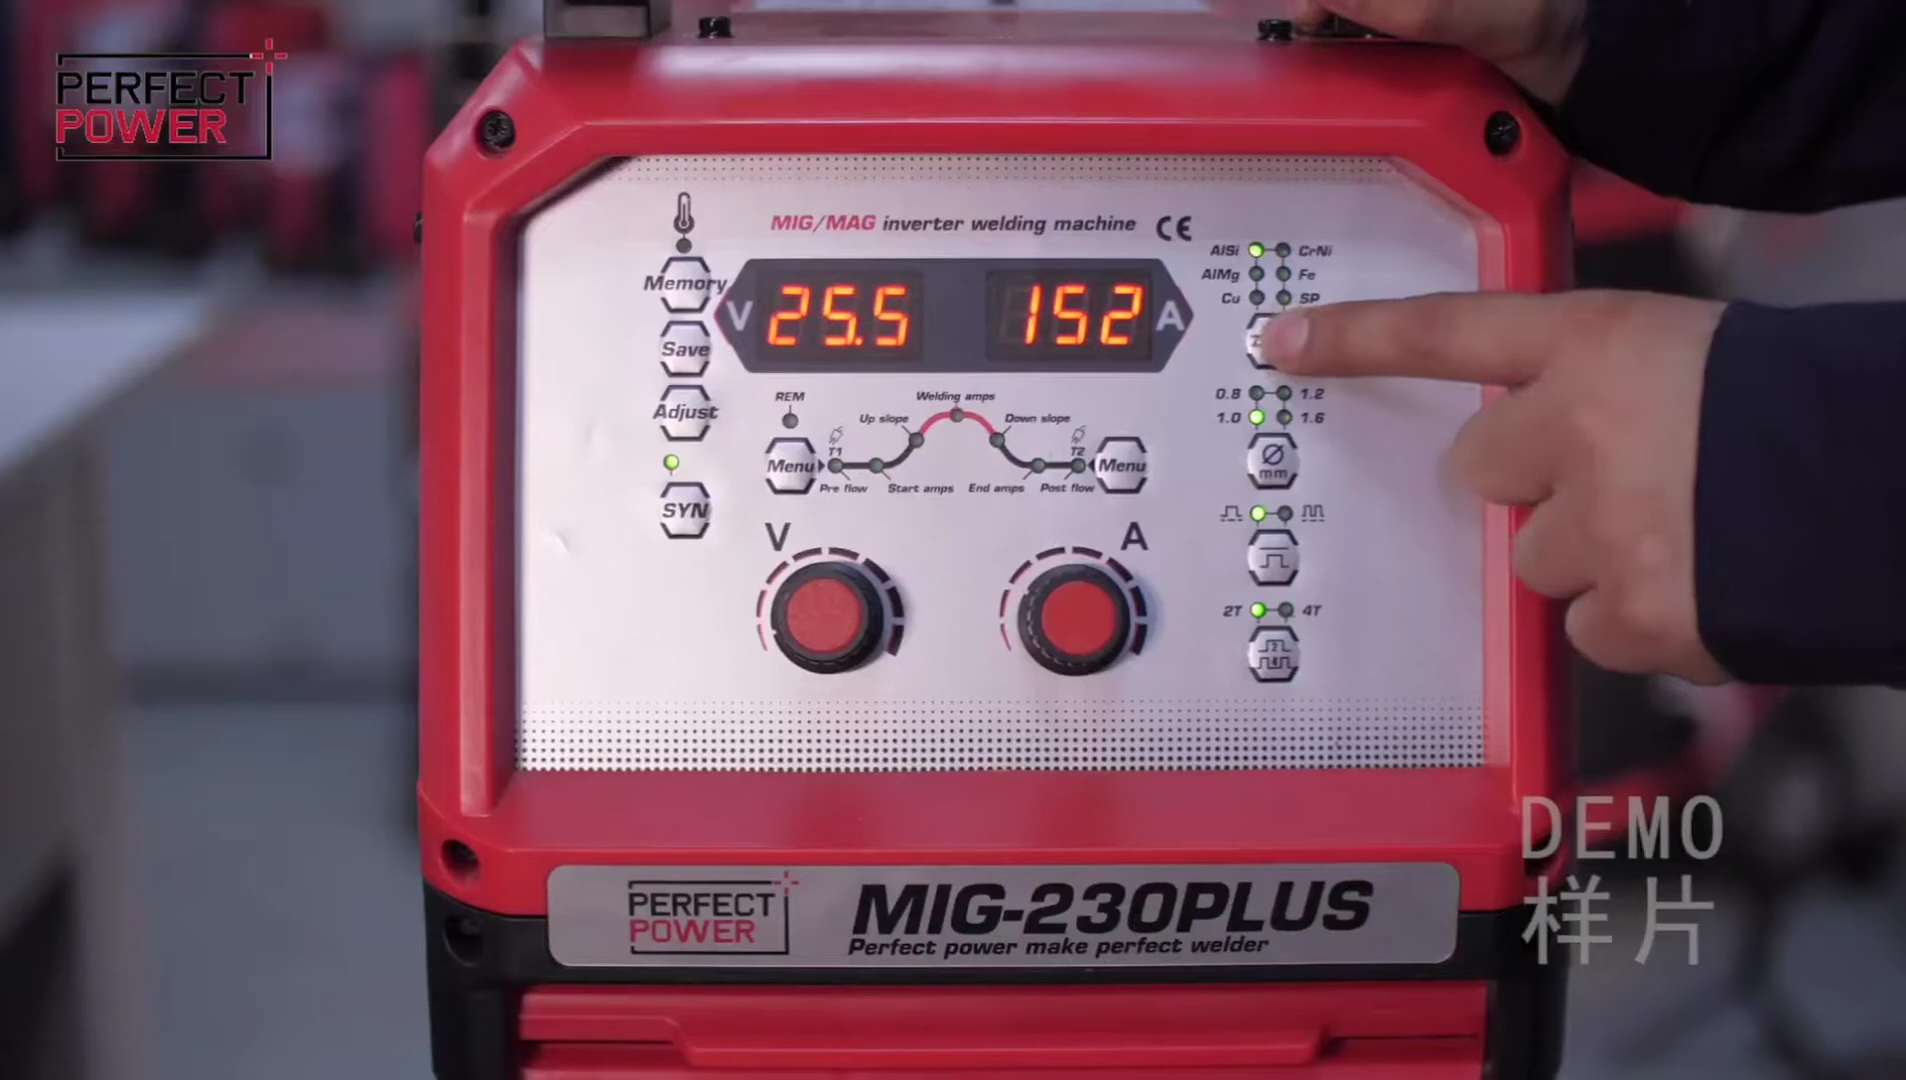 PERFECT
POWER
MIG/MAG inverter welding machine CE
AlSi CrNi
AlMg Fe
Cu SP
Memory
V 25.5 152 A
Save
Adjust
SYN
REM
Welding amps
Up slope Down slope
T1 T2
Menu Menu
Pre flow Start amps End amps Post flow
0.8 1.2
1.0 1.6
Ø
mm
V A
2T 4T
2
4
DEMO
样片
PERFECT
POWER
MIG-230PLUS
Perfect power make perfect welder